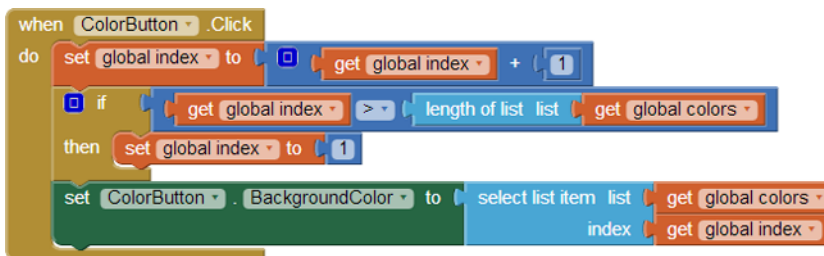 when ColorButton .Click
do set global index to get global index + 1
if get global index > length of list list get global colors
then set global index to 1
set ColorButton . BackgroundColor to select list item list get global colors
index get global index